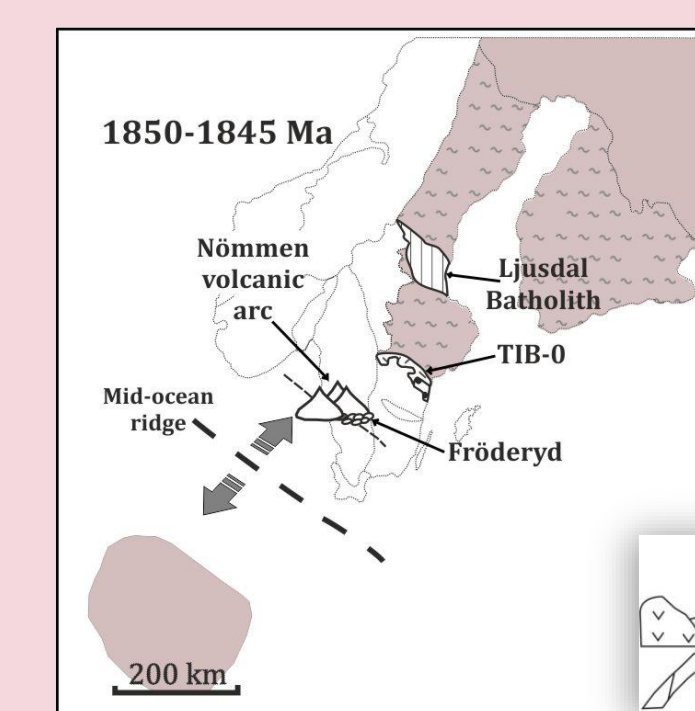 1850-1845 Ma
Nömmen
volcanic
arc
Ljusdal
Batholith
TIB-0
Mid-ocean
ridge
Fröderyd
200 km